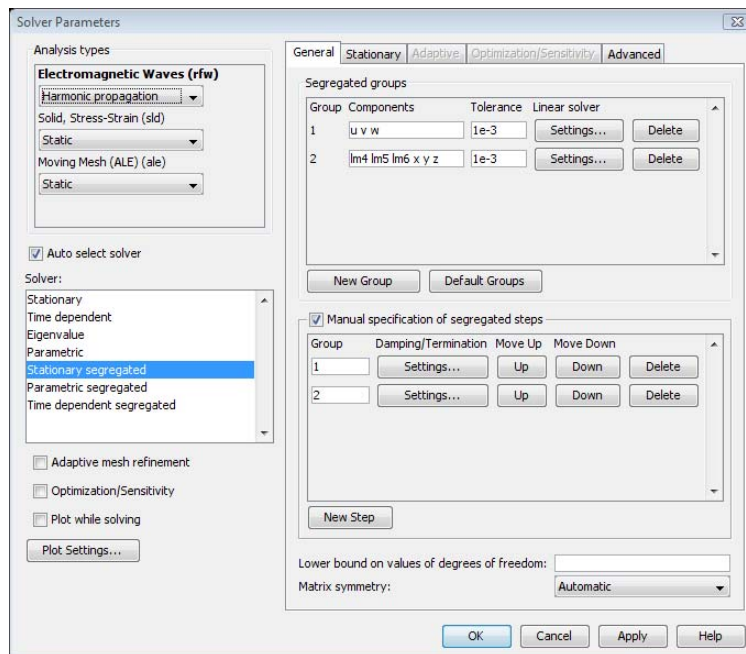 Solver Parameters
Analysis types
Electromagnetic Waves (rfw)
Harmonic propagation
Solid, Stress-Strain (sld)
Static
Moving Mesh (ALE) (ale)
Static
Auto select solver
Solver:
Stationary
Time dependent
Eigenvalue
Parametric
Stationary segregated
Parametric segregated
Time dependent segregated
Adaptive mesh refinement
Optimization/Sensitivity
Plot while solving
Plot Settings...
General Stationary Adaptive Optimization/Sensitivity Advanced
Segregated groups
Group Components Tolerance Linear solver
1 u v w 1e-3 Settings... Delete
2 lm4 lm5 lm6 x y z 1e-3 Settings... Delete
New Group Default Groups
Manual specification of segregated steps
Group Damping/Termination Move Up Move Down
1 Settings... Up Down Delete
2 Settings... Up Down Delete
New Step
Lower bound on values of degrees of freedom:
Matrix symmetry: Automatic
OK Cancel Apply Help